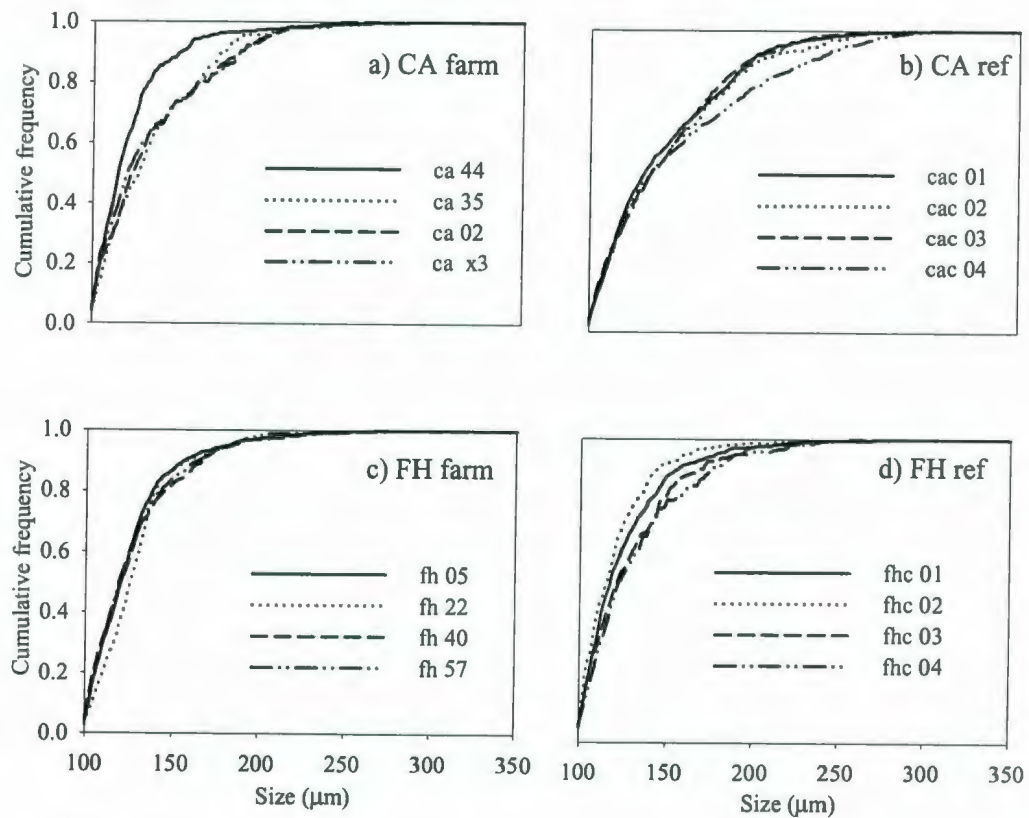 a) CA farm
Cumulative frequency
1.0
0.8
0.6
0.4
0.2
0.0
ca 44
ca 35
ca 02
ca x3
b) CA ref
cac 01
cac 02
cac 03
cac 04
c) FH farm
Cumulative frequency
1.0
0.8
0.6
0.4
0.2
0.0
fh 05
fh 22
fh 40
fh 57
100 150 200 250 300 350
Size (µm)
d) FH ref
fhc 01
fhc 02
fhc 03
fhc 04
100 150 200 250 300 350
Size (µm)